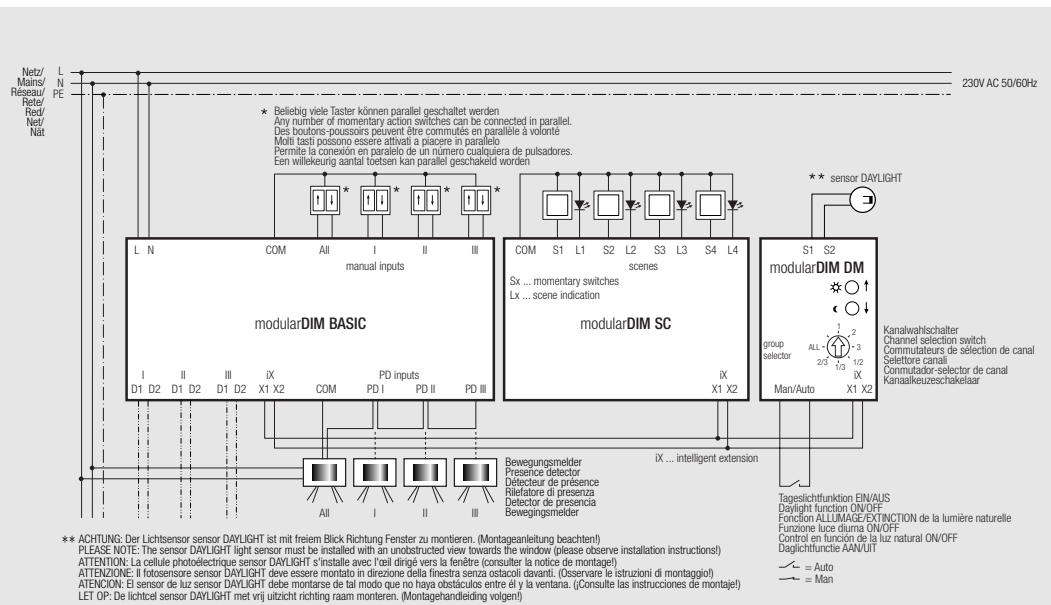 Netz/ L
Mains/ N
Réseau/ PE
Rete/
Red/
Net/
Nät
230V AC 50/60Hz
* Beliebig viele Taster können parallel geschaltet werden
Any number of momentary action switches can be connected in parallel.
Des boutons-poussoirs peuvent être commutés en parallèle à volonté
Molti tasti possono essere attivati a piacere in parallelo
Permite la conexión en paralelo de un número cualquiera de pulsadores.
Een willekeurig aantal toetsen kan parallel geschakeld worden
** sensor DAYLIGHT
* * * *
L N COM All I II III
manual inputs
modularDIM BASIC
I II III iX PD inputs
D1 D2 D1 D2 D1 D2 X1 X2 COM PD I PD II PD III
COM S1 L1 S2 L2 S3 L3 S4 L4
scenes
Sx ... momentary switches
Lx ... scene indication
modularDIM SC
iX
X1 X2
S1 S2
modularDIM DM
group
selector
ALL 1 2 3 1/2 1/3 2/3
iX
Man/Auto X1 X2
Kanalwahlschalter
Channel selection switch
Commutateurs de sélection de canal
Selettore canali
Conmutador-selector de canal
Kanaalkeuzeschakelaar
iX ... intelligent extension
All I II III
Bewegungsmelder
Presence detector
Détecteur de présence
Rilefatore di presenza
Detector de presencia
Bewegingsmelder
Tageslichtfunktion EIN/AUS
Daylight function ON/OFF
Fonction ALLUMAGE/EXTINCTION de la lumière naturelle
Funzione luce diurna ON/OFF
Control en función de la luz natural ON/OFF
Daglichtfunctie AAN/UIT
= Auto
= Man
** ACHTUNG: Der Lichtsensor sensor DAYLIGHT ist mit freiem Blick Richtung Fenster zu montieren. (Montageanleitung beachten!)
PLEASE NOTE: The sensor DAYLIGHT light sensor must be installed with an unobstructed view towards the window (please observe installation instructions!)
ATTENTION: La cellule photoélectrique sensor DAYLIGHT s'installe avec l'œil dirigé vers la fenêtre (consulter la notice de montage!)
ATTENZIONE: Il fotosensore sensor DAYLIGHT deve essere montato in direzione della finestra senza ostacoli davanti. (Osservare le istruzioni di montaggio!)
ATENCION: El sensor de luz sensor DAYLIGHT debe montarse de tal modo que no haya obstáculos entre él y la ventana. (¡Consulte las instrucciones de montaje!)
LET OP: De lichtcel sensor DAYLIGHT met vrij uitzicht richting raam monteren. (Montagehandleiding volgen!)